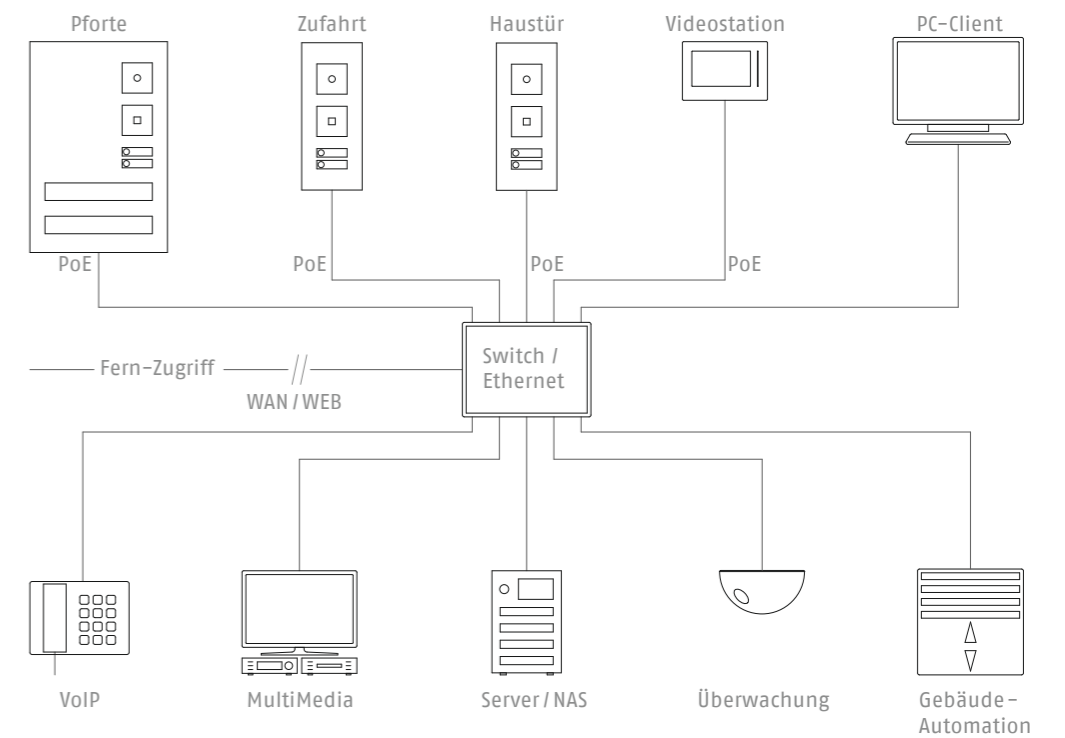 Pforte
Zufahrt
Haustür
Videostation
PC-Client
PoE
PoE
PoE
PoE
Switch /
Ethernet
Fern-Zugriff
WAN / WEB
VoIP
MultiMedia
Server / NAS
Überwachung
Gebäude-
Automation